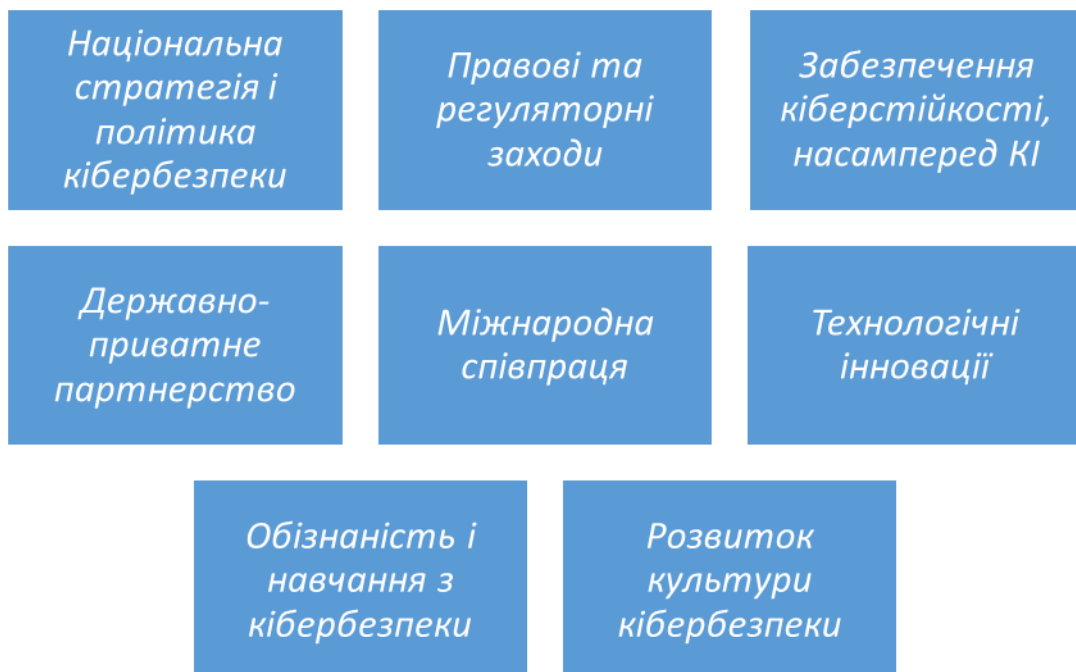 Національна
стратегія і
політика
кібербезпеки
Правові та
регуляторні
заходи
Забезпечення
кіберстійкості,
насамперед КІ
Державно-
приватне
партнерство
Міжнародна
співпраця
Технологічні
інновації
Обізнаність і
навчання з
кібербезпеки
Розвиток
культури
кібербезпеки